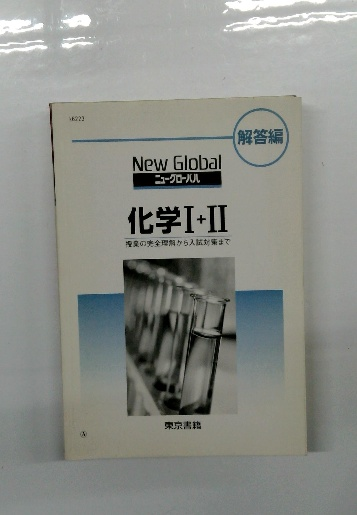 解答編
New Global
ニューグローバル
化学I+II
授業の完全理解から入試対策まで
東京書籍
A